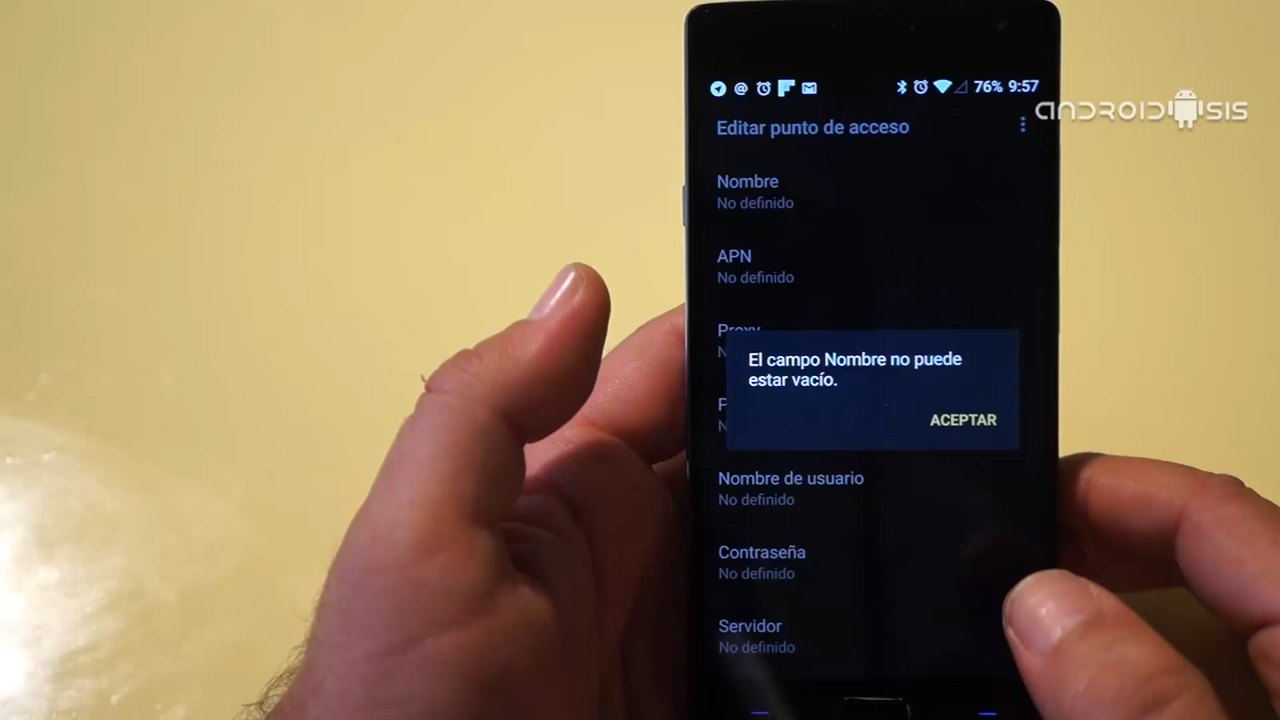 76% 9:57
ANDROIDSIS
Editar punto de acceso
Nombre
No definido
APN
No definido
Proxy
El campo Nombre no puede
estar vacío.
ACEPTAR
Nombre de usuario
No definido
Contraseña
No definido
Servidor
No definido